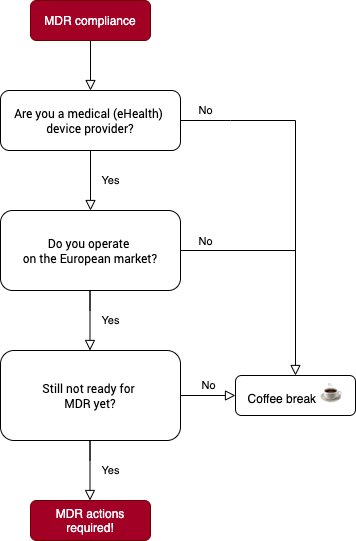 MDR compliance
Are you a medical (eHealth)
device provider?
No
Yes
Do you operate
on the European market?
No
Yes
Still not ready for
MDR yet?
No
Coffee break
Yes
MDR actions
required!